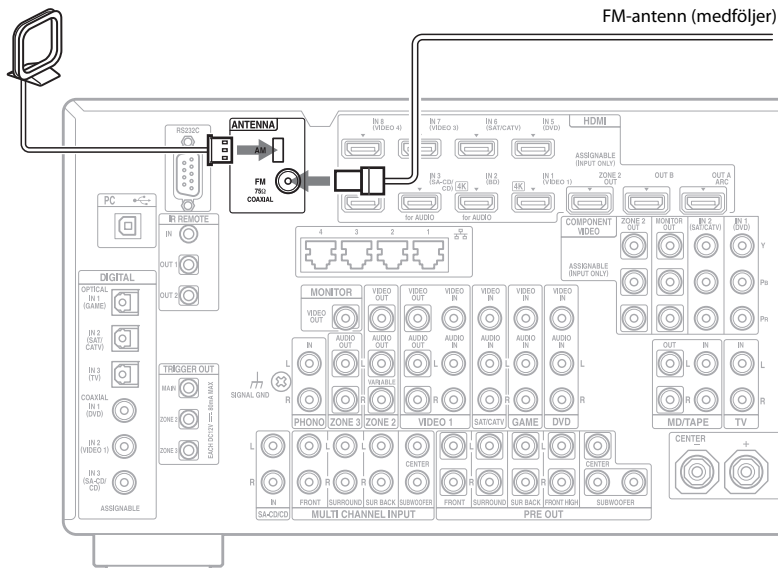 FM-antenn (medföljer)
RS232C
ANTENNA
AM
FM
75Ω
COAXIAL
IN 8
(VIDEO 4)
IN 7
(VIDEO 3)
IN 6
(SAT/CATV)
IN 5
(DVD)
HDMI
ASSIGNABLE
(INPUT ONLY)
IN 3
(SA-CD/
CD)
4K
IN 2
(BD)
4K
IN 1
(VIDEO 1)
ZONE 2
OUT
OUT B
OUT A
ARC
for AUDIO
for AUDIO
PC
IR REMOTE
IN
OUT 1
OUT 2
4 3 2 1
COMPONENT
VIDEO
ASSIGNABLE
(INPUT ONLY)
ZONE 2
OUT
MONITOR
OUT
IN 2
(SAT/CATV)
IN 1
(DVD)
Y
PB
PR
DIGITAL
OPTICAL
IN 1
(GAME)
IN 2
(SAT/
CATV)
IN 3
(TV)
COAXIAL
IN 1
(DVD)
IN 2
(VIDEO 1)
IN 3
(SA-CD/
CD)
ASSIGNABLE
TRIGGER OUT
MAIN
ZONE 2
ZONE 3
EACH DC12V 80mA MAX
SIGNAL GND
MONITOR
VIDEO
OUT
VIDEO
OUT
VIDEO
OUT
VIDEO
IN
VIDEO
IN
VIDEO
IN
VIDEO
IN
IN
AUDIO
OUT
AUDIO
OUT
AUDIO
OUT
AUDIO
IN
AUDIO
IN
AUDIO
IN
AUDIO
IN
VARIABLE
L
R
L
R
L
R
L
R
PHONO
ZONE 3
ZONE 2
VIDEO 1
SAT/CATV
GAME
DVD
OUT
IN
IN
L
R
L
R
MD/TAPE
TV
CENTER
− +
L
R
IN
SA-CD/CD
L
R
L
R
L
R
CENTER
FRONT
SURROUND
SUR BACK
SUBWOOFER
MULTI CHANNEL INPUT
L
R
L
R
L
R
L
R
CENTER
FRONT
SURROUND
SUR BACK
FRONT HIGH
SUBWOOFER
PRE OUT